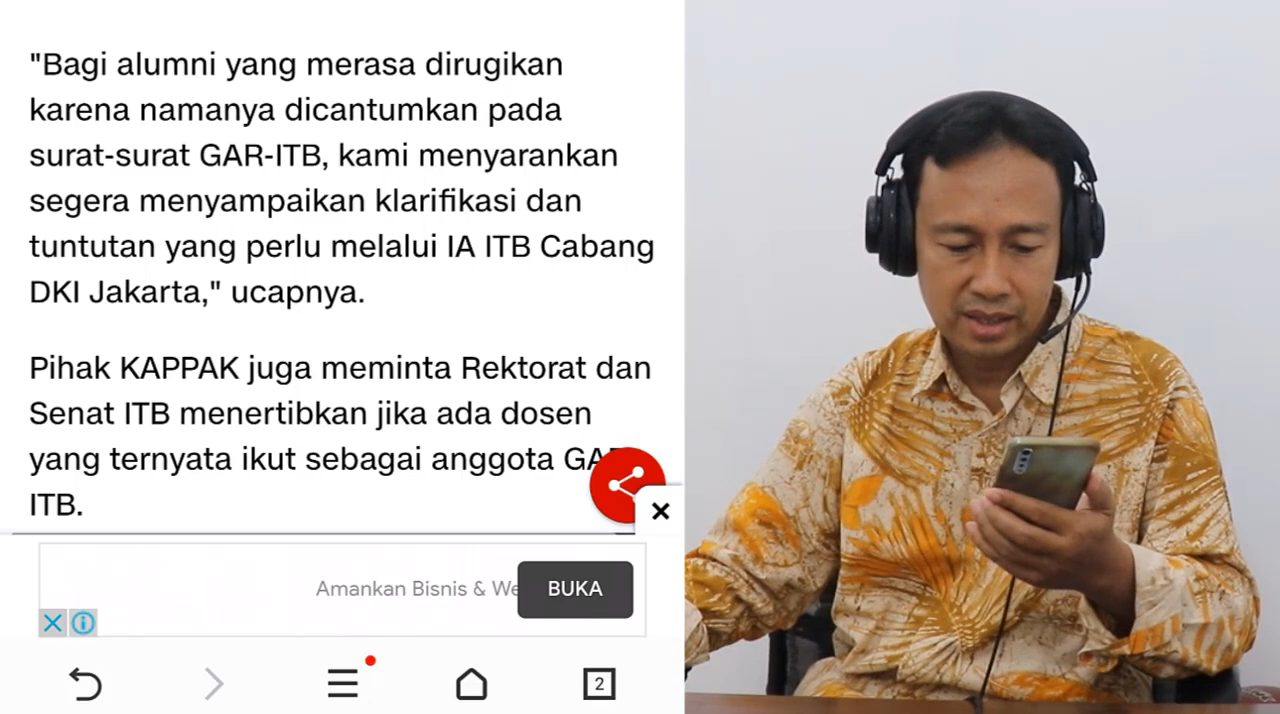 "Bagi alumni yang merasa dirugikan
karena namanya dicantumkan pada
surat-surat GAR-ITB, kami menyarankan
segera menyampaikan klarifikasi dan
tuntutan yang perlu melalui IA ITB Cabang
DKI Jakarta," ucapnya.
Pihak KAPPAK juga meminta Rektorat dan
Senat ITB menertibkan jika ada dosen
yang ternyata ikut sebagai anggota
ITB.
Amankan Bisnis &
BUKA
2